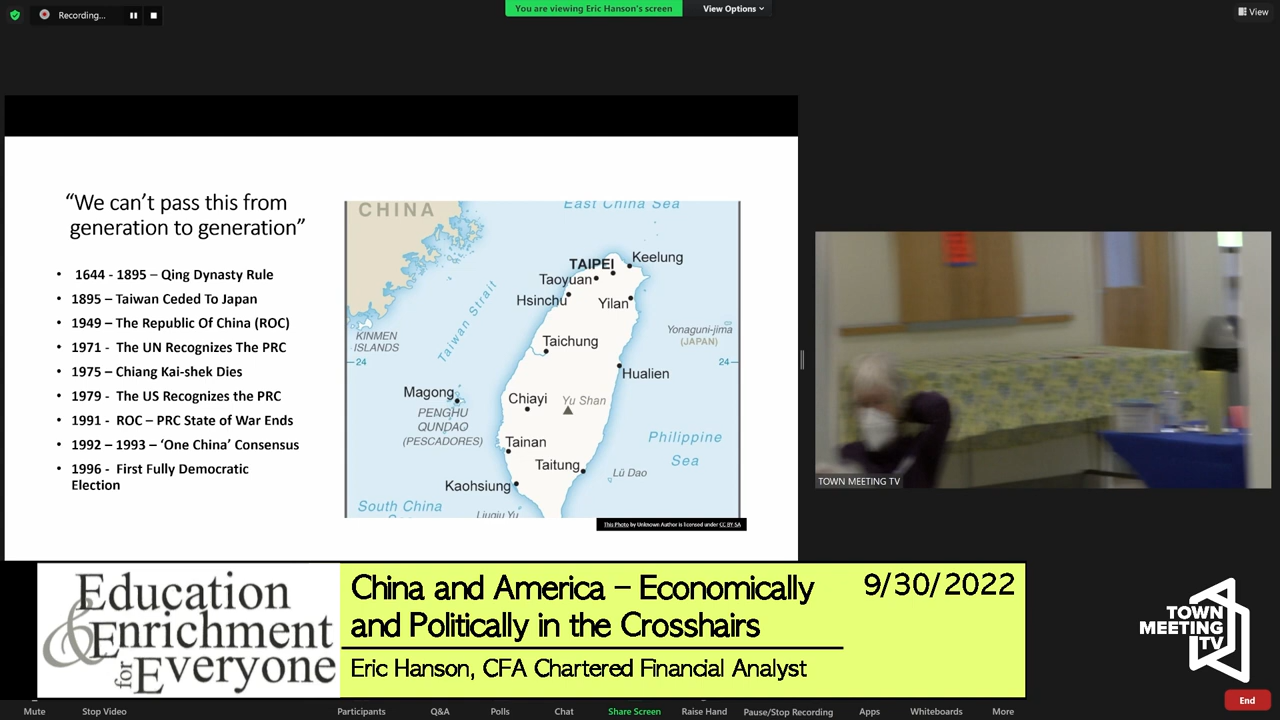 Recording...
You are viewing Eric Hanson's screen
View Options
View
“We can’t pass this from
generation to generation”
• 1644 - 1895 – Qing Dynasty Rule
• 1895 – Taiwan Ceded To Japan
• 1949 – The Republic Of China (ROC)
• 1971 - The UN Recognizes The PRC
• 1975 – Chiang Kai-shek Dies
• 1979 - The US Recognizes the PRC
• 1991 - ROC – PRC State of War Ends
• 1992 – 1993 – ‘One China’ Consensus
• 1996 - First Fully Democratic
Election
CHINA
East China Sea
TAIPEI
Keelung
Taoyuan
Hsinchu
Yilan
Taiwan Strait
KINMEN
ISLANDS
Yonaguni-jima
(JAPAN)
Taichung
24
24
Hualien
Magong
Chiayi
Yu Shan
PENGHU
QUNDAO
(PESCADORES)
Philippine
Sea
Tainan
Taitung
Lü Dao
Kaohsiung
South China
Liuqiu Yu
This Photo by Unknown Author is licensed under CC BY-SA
TOWN MEETING TV
Education
& Enrichment
for Everyone
China and America – Economically
and Politically in the Crosshairs
9/30/2022
Eric Hanson, CFA Chartered Financial Analyst
TOWN
MEETING
TV
Mute
Stop Video
Participants
Q&A
Polls
Chat
Share Screen
Raise Hand
Pause/Stop Recording
Apps
Whiteboards
More
End